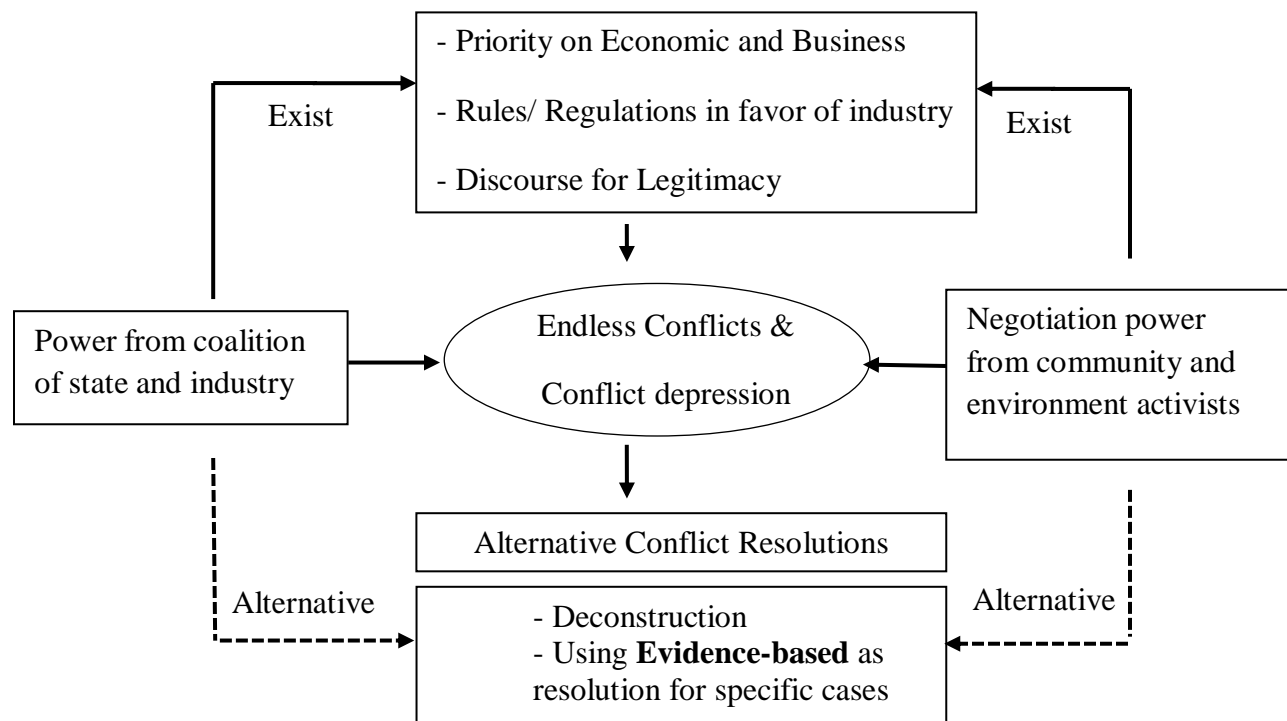 - Priority on Economic and Business
- Rules/ Regulations in favor of industry
- Discourse for Legitimacy
Exist
Exist
Power from coalition
of state and industry
Endless Conflicts &
Conflict depression
Negotiation power
from community and
environment activists
Alternative Conflict Resolutions
Alternative
Alternative
- Deconstruction
- Using Evidence-based as
resolution for specific cases